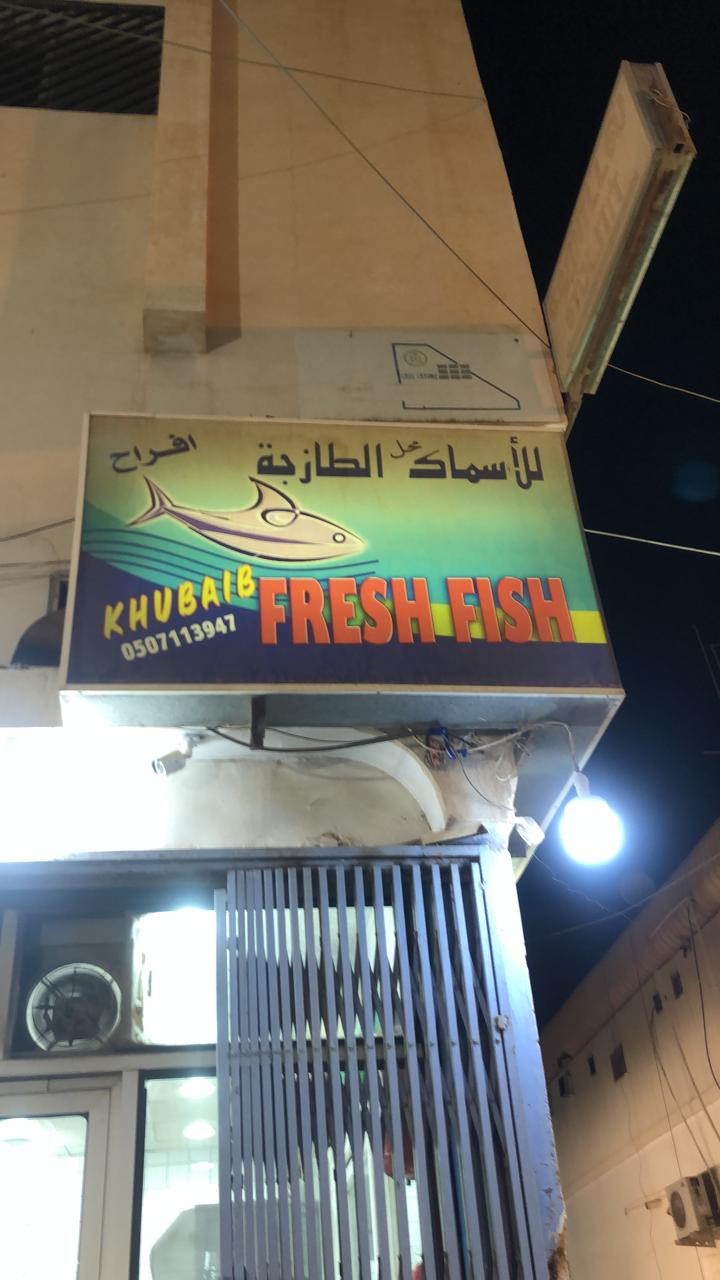 افراح
محل
للأسماك الطازجة
KHUBAIB
0507113947
FRESH FISH